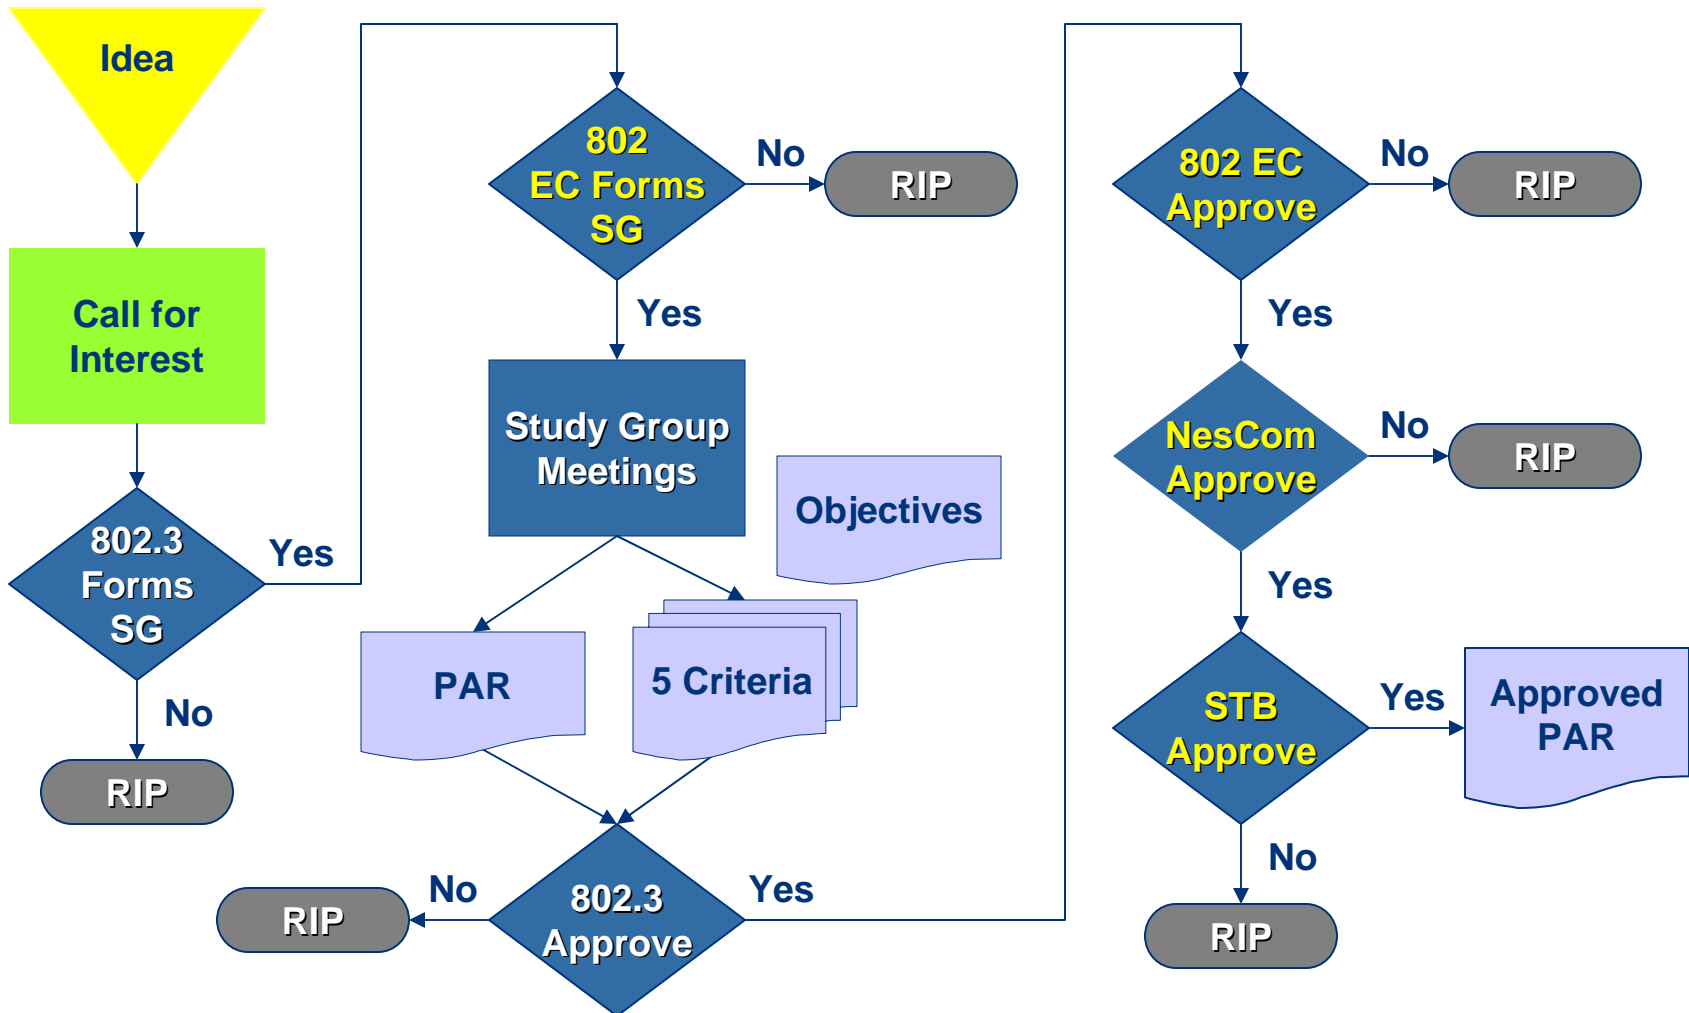 Idea
Call for
Interest
802.3
Forms
SG
Yes
No
RIP
802
EC Forms
SG
No
RIP
Yes
Study Group
Meetings
Objectives
PAR
5 Criteria
802.3
Approve
No
RIP
Yes
802 EC
Approve
No
RIP
Yes
NesCom
Approve
No
RIP
Yes
STB
Approve
Yes
Approved
PAR
No
RIP